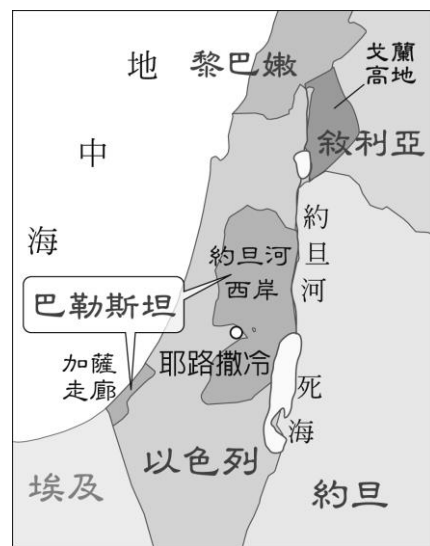 地中海
黎巴嫩
戈蘭
高地
敘利亞
約旦河
西岸
約旦河
巴勒斯坦
耶路撒冷
加薩
走廊
死海
以色列
埃及
約旦